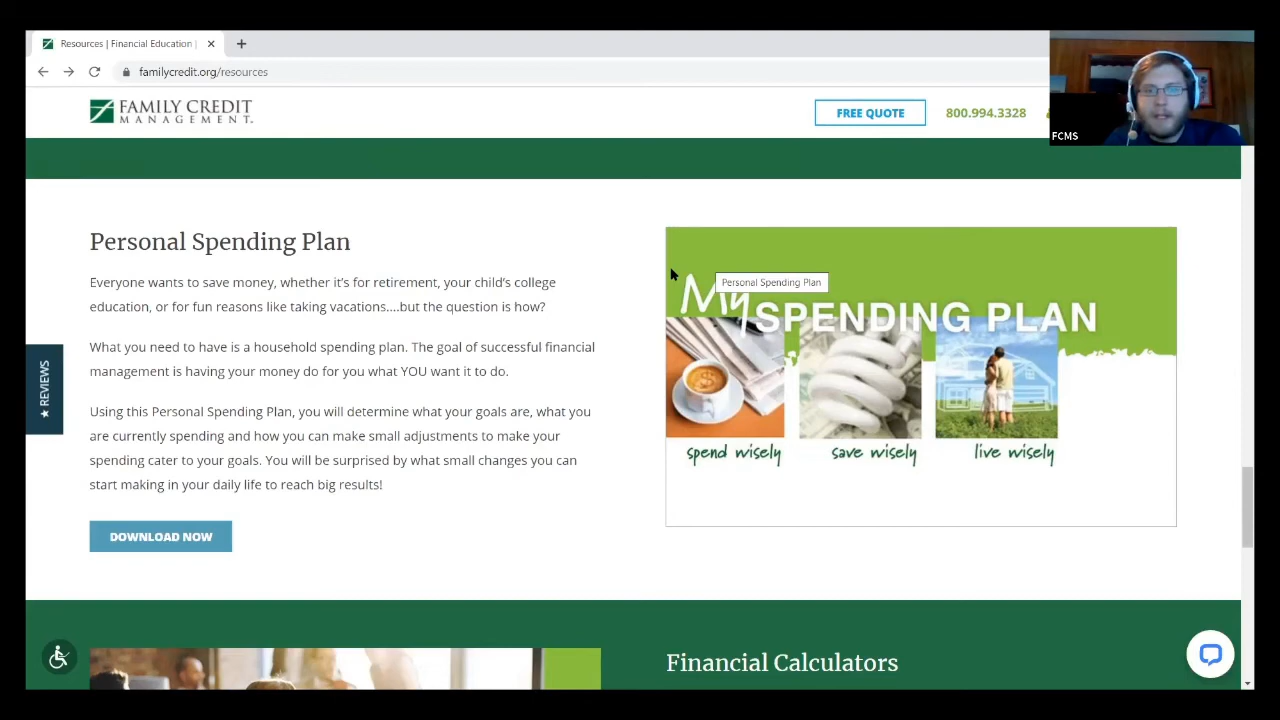 Resources | Financial Education |
familycredit.org/resources
FAMILY CREDIT
MANAGEMENT.
FREE QUOTE
800.994.3328
FCMS
Personal Spending Plan
Everyone wants to save money, whether it's for retirement, your child's college
education, or for fun reasons like taking vacations....but the question is how?
What you need to have is a household spending plan. The goal of successful financial
management is having your money do for you what YOU want it to do.
Using this Personal Spending Plan, you will determine what your goals are, what you
are currently spending and how you can make small adjustments to make your
spending cater to your goals. You will be surprised by what small changes you can
start making in your daily life to reach big results!
DOWNLOAD NOW
★ REVIEWS
Personal Spending Plan
My SPENDING PLAN
spend wisely
save wisely
live wisely
Financial Calculators